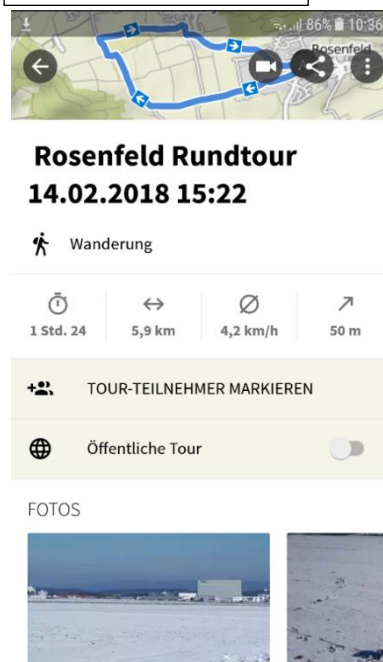 86% 10:36
Rosenfeld
Rosenfeld Rundtour
14.02.2018 15:22
Wanderung
1 Std. 24 5,9 km 4,2 km/h 50 m
TOUR-TEILNEHMER MARKIEREN
Öffentliche Tour
FOTOS